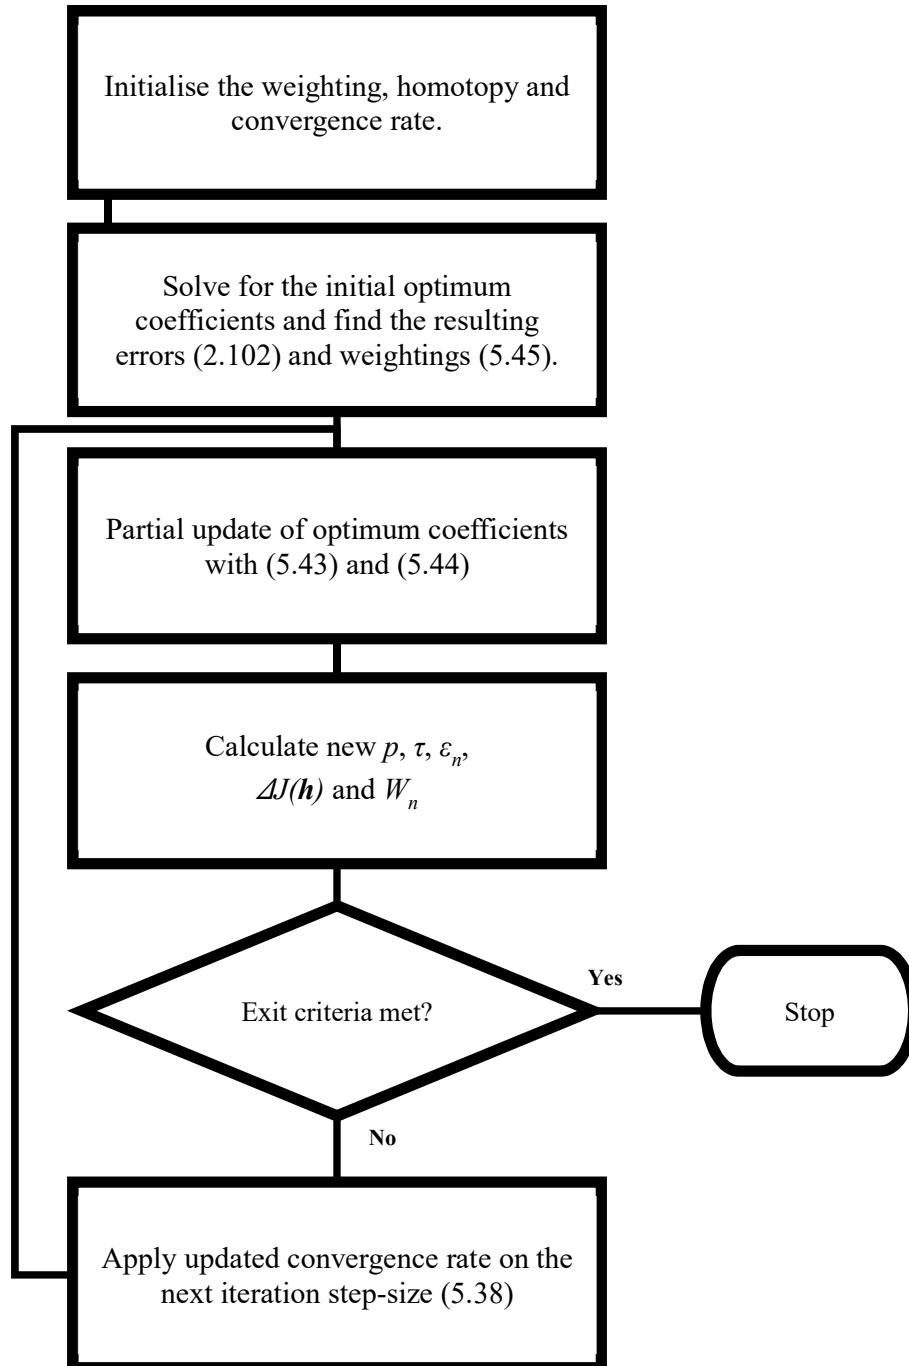 Initialise the weighting, homotopy and
convergence rate.
Solve for the initial optimum
coefficients and find the resulting
errors (2.102) and weightings (5.45).
Partial update of optimum coefficients
with (5.43) and (5.44)
Calculate new p, τ, εₙ,
ΔJ(h) and Wₙ
Exit criteria met?
Yes
Stop
No
Apply updated convergence rate on the
next iteration step-size (5.38)